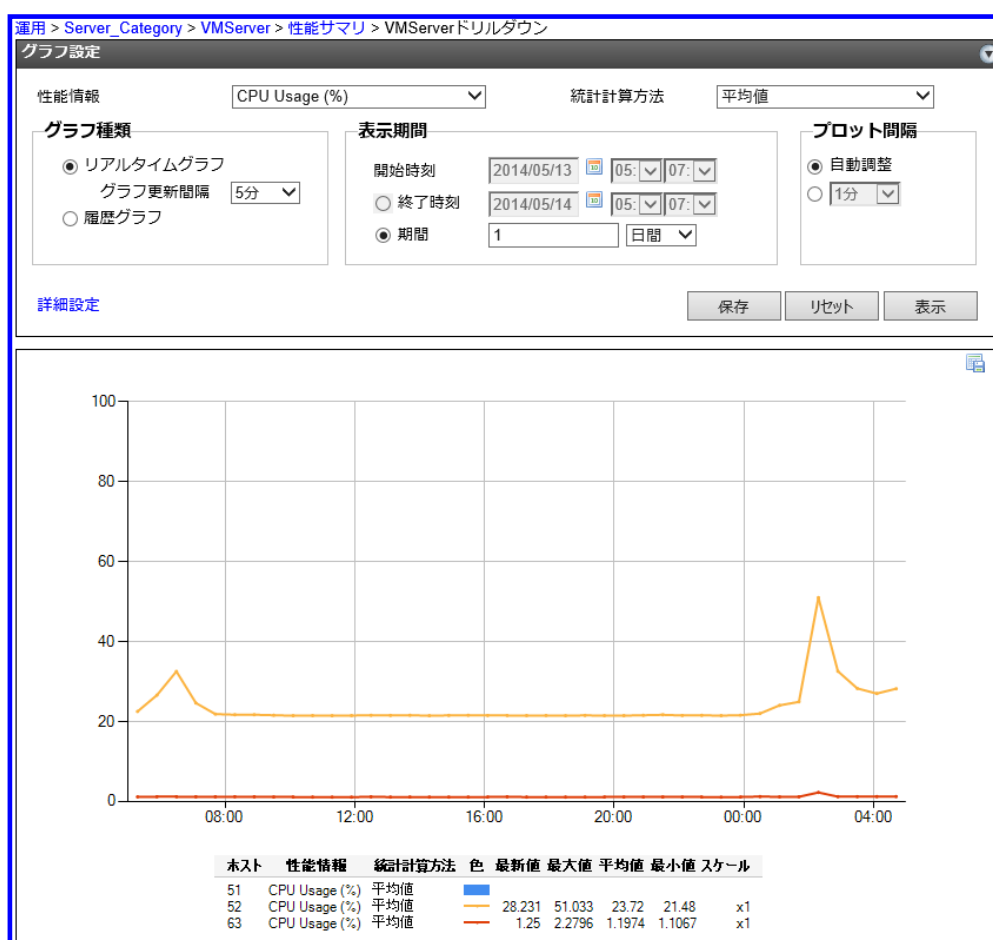 運用 > Server_Category > VMServer > 性能サマリ > VMServerドリルダウン
グラフ設定
性能情報 CPU Usage (%) 統計計算方法 平均値
グラフ種類 表示期間 プロット間隔
リアルタイムグラフ 開始時刻 2014/05/13 05: 07: 自動調整
グラフ更新間隔 5分 終了時刻 2014/05/14 05: 07: 1分
履歴グラフ 期間 1 日間
詳細設定 保存 リセット 表示
100
80
60
40
20
0
08:00 12:00 16:00 20:00 00:00 04:00
ホスト 性能情報 統計計算方法 色 最新値 最大値 平均値 最小値 スケール
51 CPU Usage (%) 平均値
52 CPU Usage (%) 平均値 28.231 51.033 23.72 21.48 x1
63 CPU Usage (%) 平均値 1.25 2.2796 1.1974 1.1067 x1